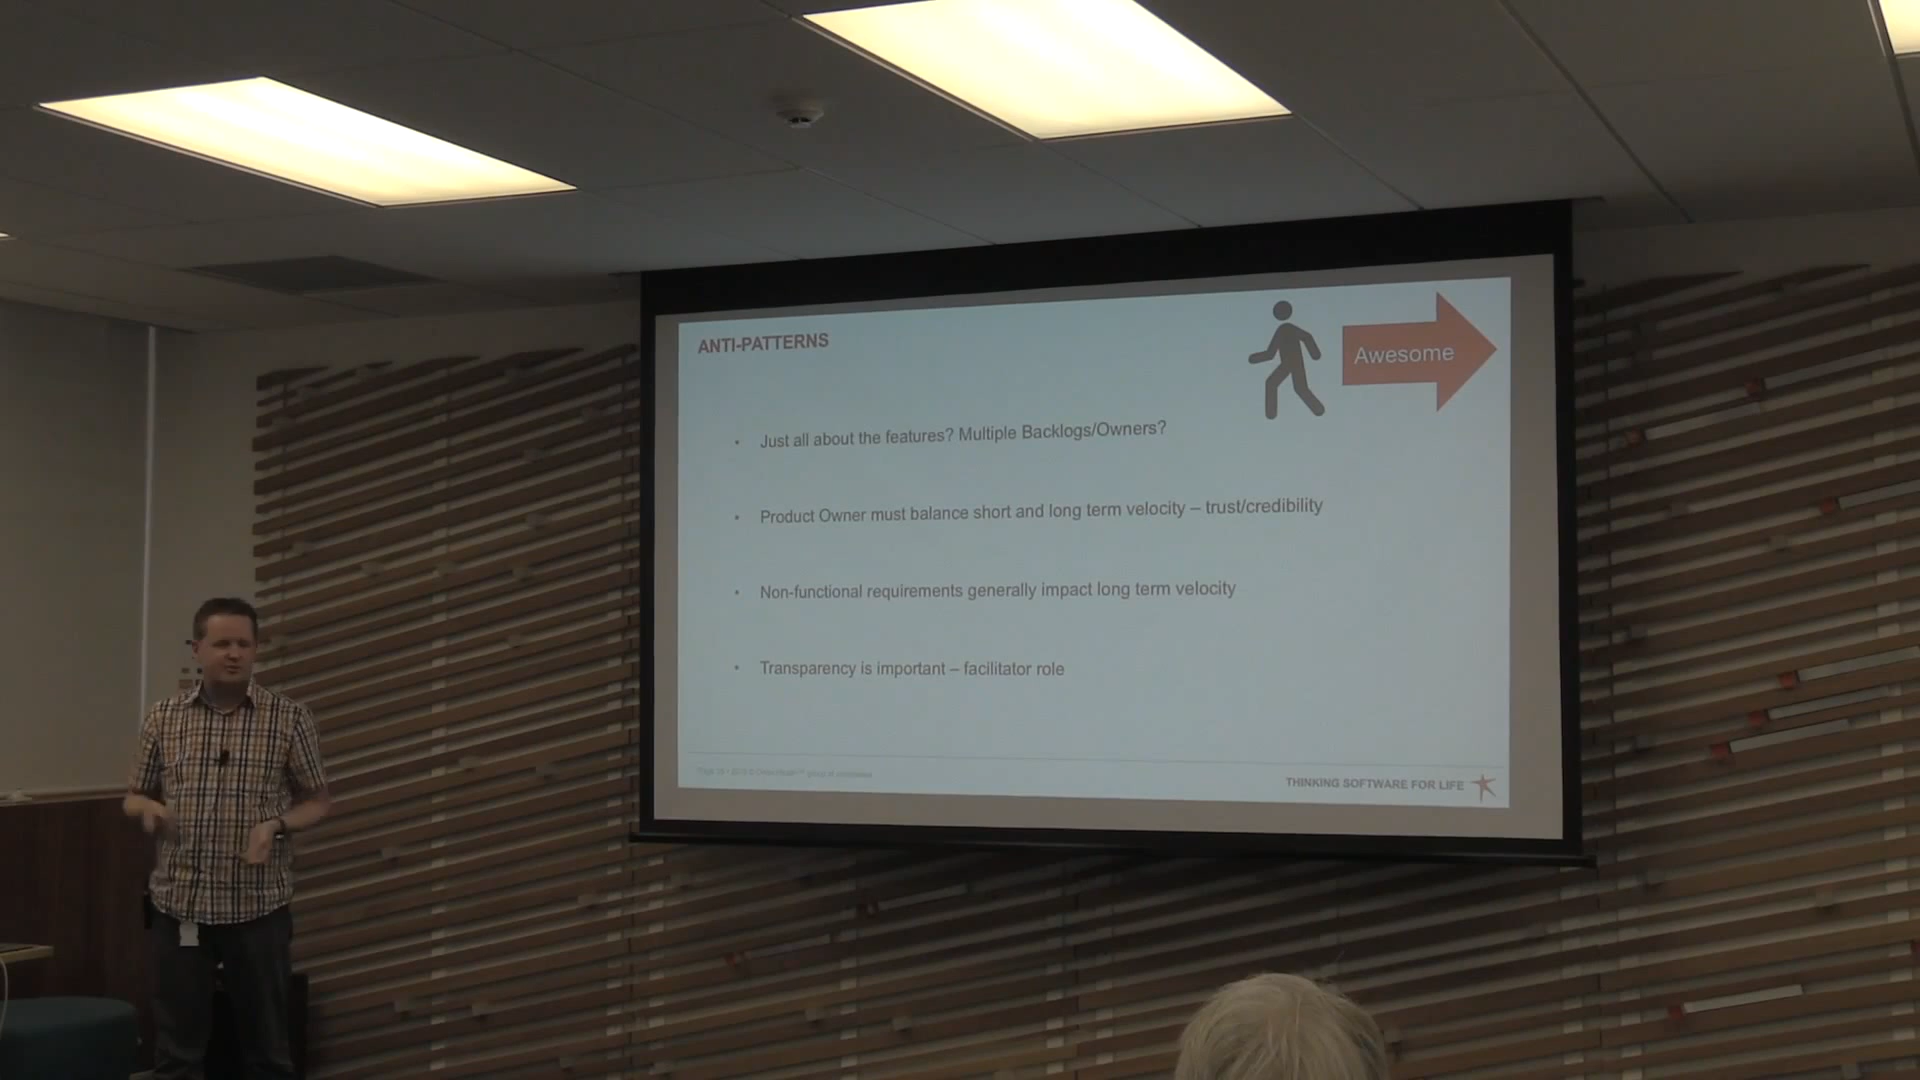 ANTI-PATTERNS
Awesome
• Just all about the features? Multiple Backlogs/Owners?
• Product Owner must balance short and long term velocity – trust/credibility
• Non-functional requirements generally impact long term velocity
• Transparency is important – facilitator role
THINKING SOFTWARE FOR LIFE